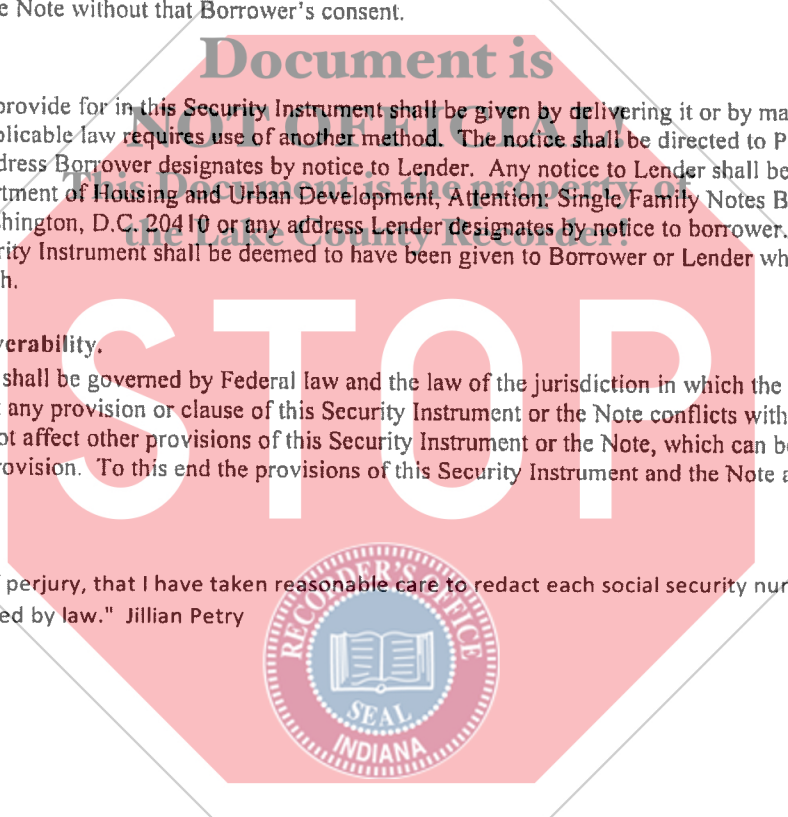 e Note without that Borrower's consent.
Document is
provide for in this Security Instrument shall be given by delivering it or by ma
NOT OFFICIAL!
plicable law requires use of another method. The notice shall be directed to P
dress Borrower designates by notice to Lender. Any notice to Lender shall be
This Document is the property of
rtment of Housing and Urban Development, Attention: Single Family Notes B
shington, D.C. 20410 or any address Lender designates by notice to borrower.
the Lake County Recorder!
rity Instrument shall be deemed to have been given to Borrower or Lender wh
h.
STOP
verability.
shall be governed by Federal law and the law of the jurisdiction in which the
any provision or clause of this Security Instrument or the Note conflicts with
ot affect other provisions of this Security Instrument or the Note, which can b
rovision. To this end the provisions of this Security Instrument and the Note a
perjury, that I have taken reasonable care to redact each social security nu
ed by law." Jillian Petry
RECORDER'S OFFICE
SEAL
INDIANA